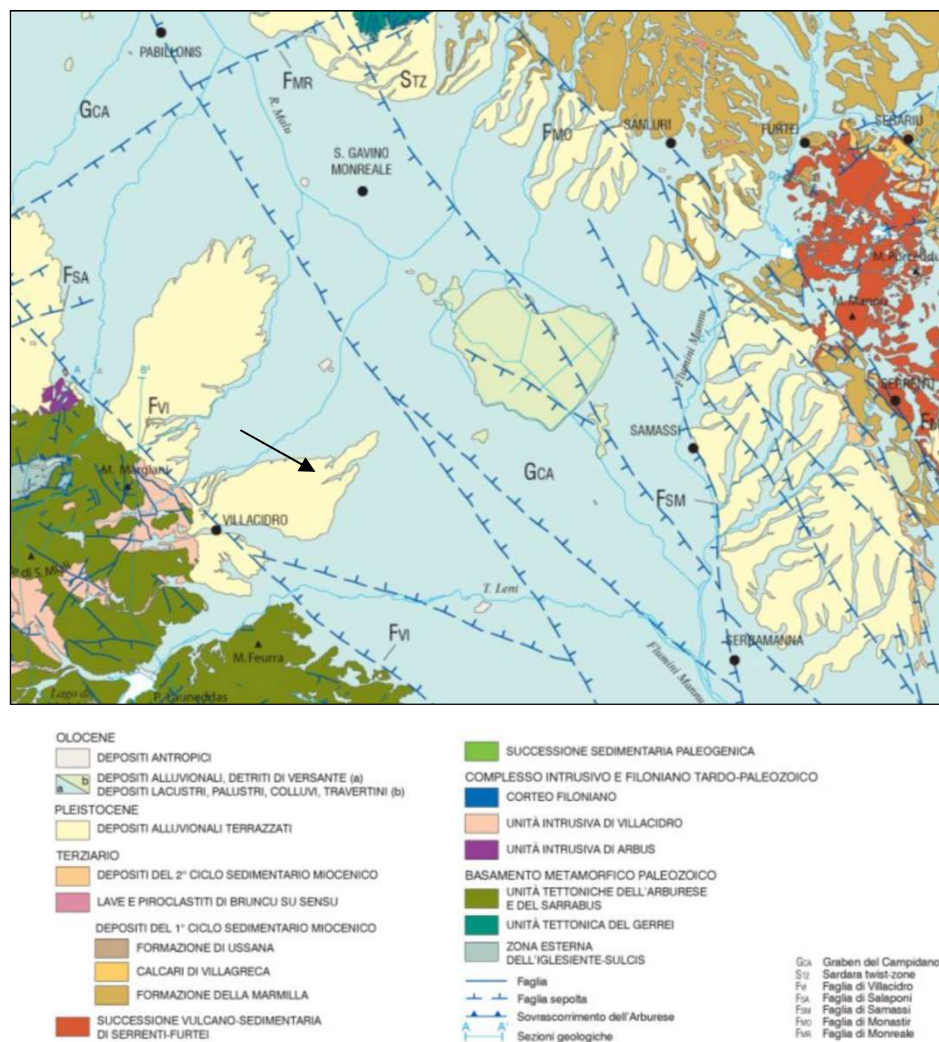 PABILLONIS
FMR
STZ
GCA
R. Malu
FMO
SANLURI
FURTEI
SEGARIU
S. GAVINO
MONREALE
D
FSA
M. Porceddu
M. Mannu
Flumini Mannu
A
B'
SERRENTI
FVI
SAMASSI
M. Margiani
GCA
FSM
VILLACIDRO
T. Leni
FVI
SERRAMANNA
M. Feurra
Flumini Mannu
Lago di
P. Launeddas
OLOCENE
DEPOSITI ANTROPICI
a b
DEPOSITI ALLUVIONALI, DETRITI DI VERSANTE (a)
DEPOSITI LACUSTRI, PALUSTRI, COLLUVI, TRAVERTINI (b)
PLEISTOCENE
DEPOSITI ALLUVIONALI TERRAZZATI
TERZIARIO
DEPOSITI DEL 2° CICLO SEDIMENTARIO MIOCENICO
LAVE E PIROCLASTITI DI BRUNCU SU SENSU
DEPOSITI DEL 1° CICLO SEDIMENTARIO MIOCENICO
FORMAZIONE DI USSANA
CALCARI DI VILLAGRECA
FORMAZIONE DELLA MARMILLA
SUCCESSIONE VULCANO-SEDIMENTARIA
DI SERRENTI-FURTEI
SUCCESSIONE SEDIMENTARIA PALEOGENICA
COMPLESSO INTRUSIVO E FILONIANO TARDO-PALEOZOICO
CORTEO FILONIANO
UNITÀ INTRUSIVA DI VILLACIDRO
UNITÀ INTRUSIVA DI ARBUS
BASAMENTO METAMORFICO PALEOZOICO
UNITÀ TETTONICHE DELL'ARBURESE
E DEL SARRABUS
UNITÀ TETTONICA DEL GERREI
ZONA ESTERNA
DELL'IGLESIENTE-SULCIS
Faglia
Faglia sepolta
Sovrascorrimento dell'Arburese
A A' Sezioni geologiche
GCA Graben del Campidano
STZ Sardara twist-zone
FVI Faglia di Villacidro
FSA Faglia di Salaponi
FSM Faglia di Samassi
FMO Faglia di Monastir
FMR Faglia di Monreale